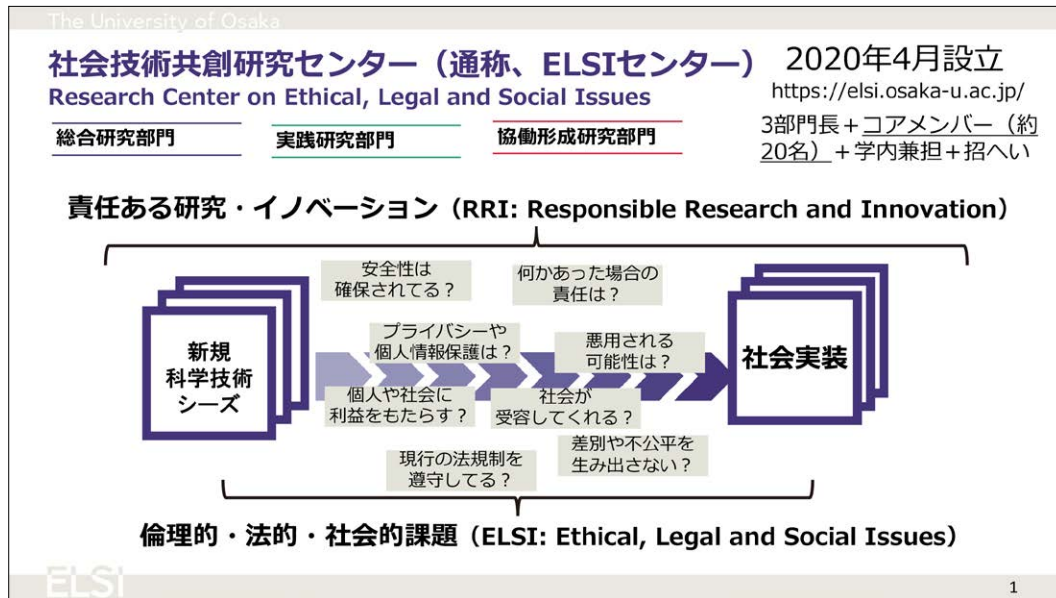 The University of Osaka
社会技術共創研究センター（通称、ELSIセンター）
Research Center on Ethical, Legal and Social Issues
2020年4月設立
https://elsi.osaka-u.ac.jp/
3部門長＋コアメンバー（約
20名）＋学内兼担＋招へい
総合研究部門
実践研究部門
協働形成研究部門
責任ある研究・イノベーション（RRI: Responsible Research and Innovation）
安全性は
確保されてる？
何かあった場合の
責任は？
プライバシーや
個人情報保護は？
悪用される
可能性は？
新規
科学技術
シーズ
社会実装
個人や社会に
利益をもたらす？
社会が
受容してくれる？
現行の法規制を
遵守してる？
差別や不公平を
生み出さない？
倫理的・法的・社会的課題（ELSI: Ethical, Legal and Social Issues）
ELSI
1